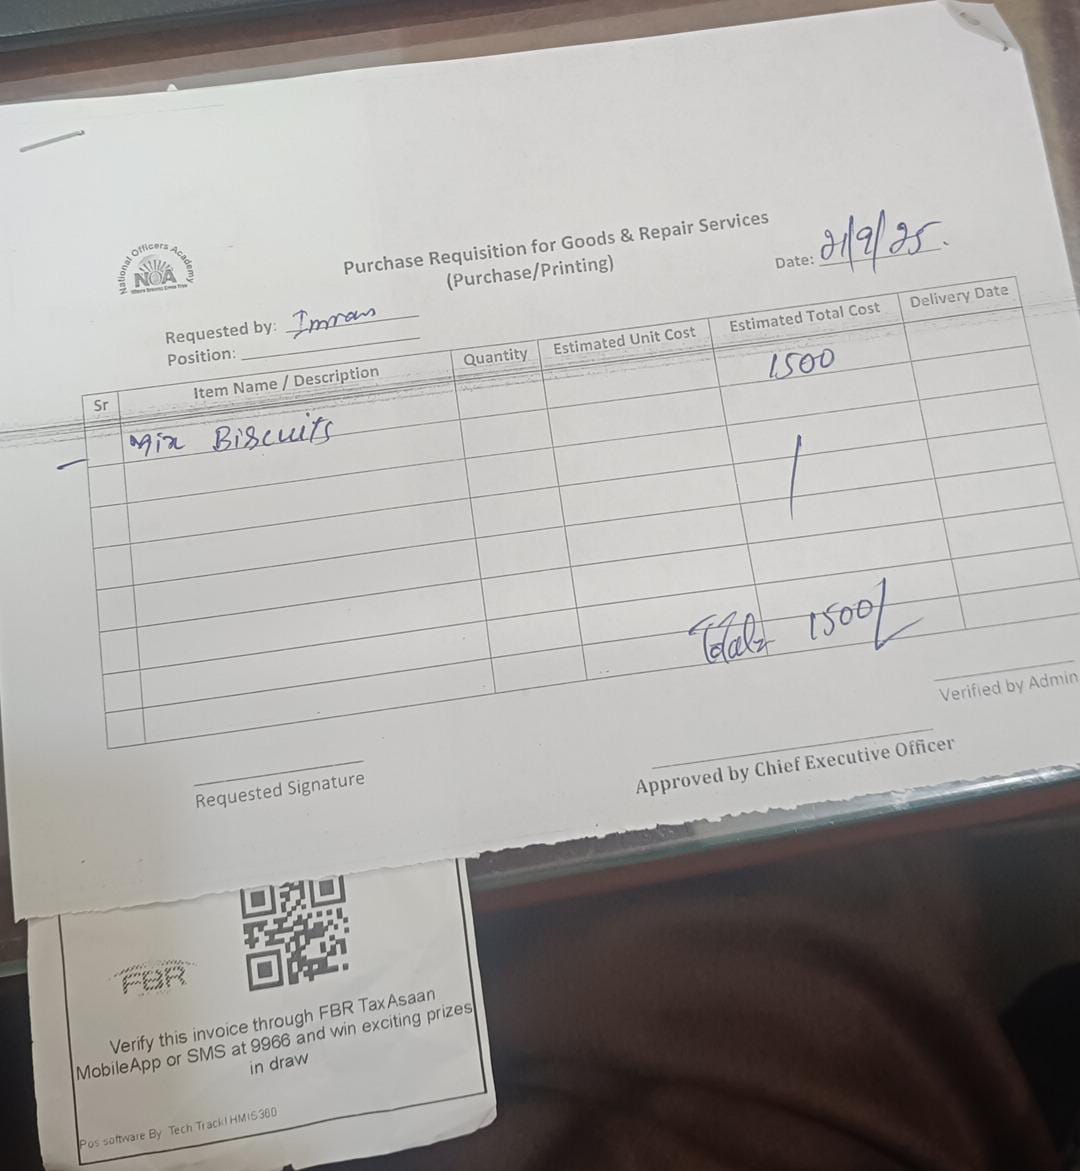 National Officers Academy
NOA
Purchase Requisition for Goods & Repair Services
(Purchase/Printing)
Date: 21/9/25.
Requested by: Imran
Position:
Sr Item Name / Description Quantity Estimated Unit Cost Estimated Total Cost Delivery Date
Mix Biscuits 1500
Total 1500/
Verified by Admin
Requested Signature
Approved by Chief Executive Officer
FBR
Verify this invoice through FBR TaxAsaan
MobileApp or SMS at 9966 and win exciting prizes
in draw
Pos software By Tech Track| HMIS360